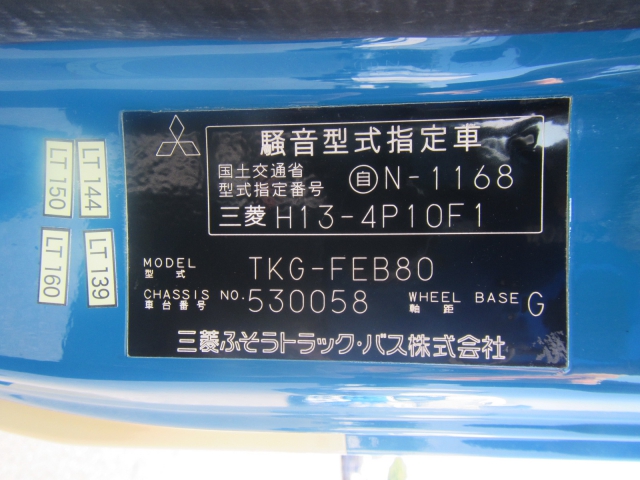 騒音型式指定車
国土交通省
型式指定番号 自N-1168
三菱 H13-4P10F1
MODEL
型式 TKG-FEB80
CHASSIS NO. 530058 WHEEL BASE G
車台番号 軸距
三菱ふそうトラック・バス株式会社
LT 150
LT 144
LT 160
LT 139